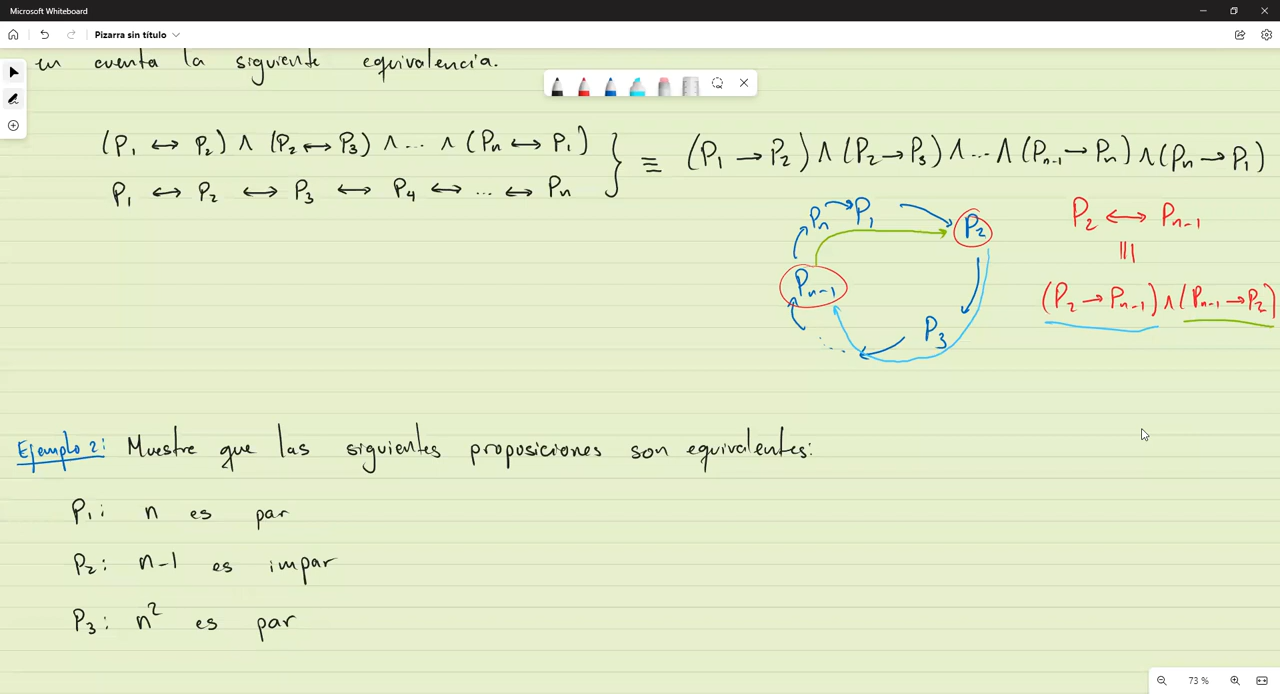 Microsoft Whiteboard
Pizarra sin título
en cuenta la siguiente equivalencia.
(P₁ ↔ P₂) ∧ (P₂ ↔ P₃) ∧ ... ∧ (Pₙ ↔ P₁) } ≡ (P₁ → P₂) ∧ (P₂ → P₃) ∧ ... ∧ (Pₙ₋₁ → Pₙ) ∧ (Pₙ → P₁)
P₁ ↔ P₂ ↔ P₃ ↔ P₄ ↔ ... ↔ Pₙ
Pₙ → P₁
P₂
Pₙ₋₁
P₃
P₂ ↔ Pₙ₋₁
≡
(P₂ → Pₙ₋₁) ∧ (Pₙ₋₁ → P₂)
Ejemplo 2: Muestre que las siguientes proposiciones son equivalentes:
P₁: n es par
P₂: n-1 es impar
P₃: n² es par
73 %